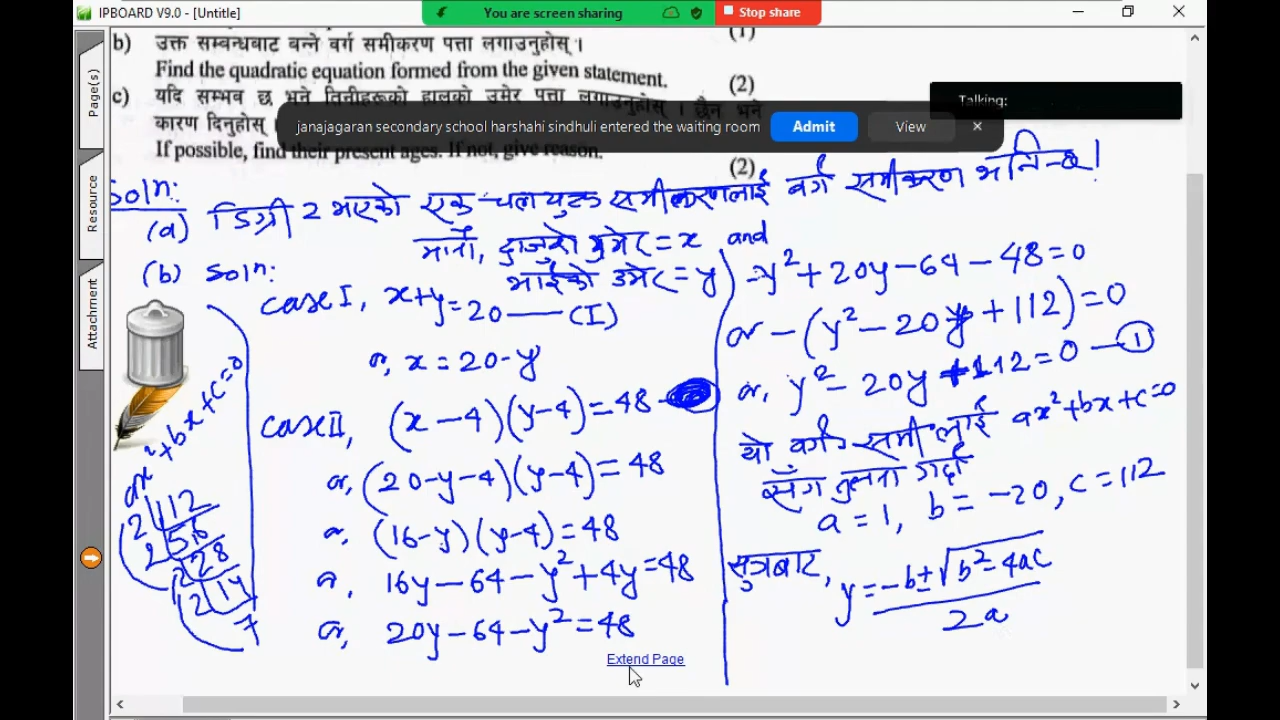 IPBOARD V9.0 - [Untitle]
You are screen sharing
Stop share
Page(s)
Resource
Attachment
(1)
b) उक्त सम्बन्धबाट बन्ने वर्ग समीकरण पत्ता लगाउनुहोस् ।
Find the quadratic equation formed from the given statement.
(2)
c) यदि सम्भव छ भने तिनीहरूको हालको उमेर पत्ता लगाउनुहोस् । छैन भने
कारण दिनुहोस् ।
If possible, find their present ages. If not, give reason.
(2)
Talking:
janajagaran secondary school harshahi sindhuli entered the waiting room
Admit
View
Soln:
(a) डिग्री 2 भएको एक चलयुक्त समीकरणलाई वर्ग समीकरण भनिन्छ।
(b) Soln: मानौं, दाजुको उमेर = x and
भाईको उमेर = y
Case I, x+y=20 — (I)
or, x = 20-y
Case II, (x-4)(y-4)=48
or, (20-y-4)(y-4)=48
or, (16-y)(y-4)=48
or, 16y-64-y²+4y=48
or, 20y-64-y²=48
ax²+bx+c=0
2|112
2|56
2|28
2|14
7
-y²+20y-64-48=0
or -(y²-20y+112)=0
or, y²-20y+112=0 — ①
यो वर्ग समी लाई ax²+bx+c=0
सँग तुलना गर्दा
a=1, b=-20, c=112
सूत्रबाट,
y = -b±√b²-4ac
2a
Extend Page